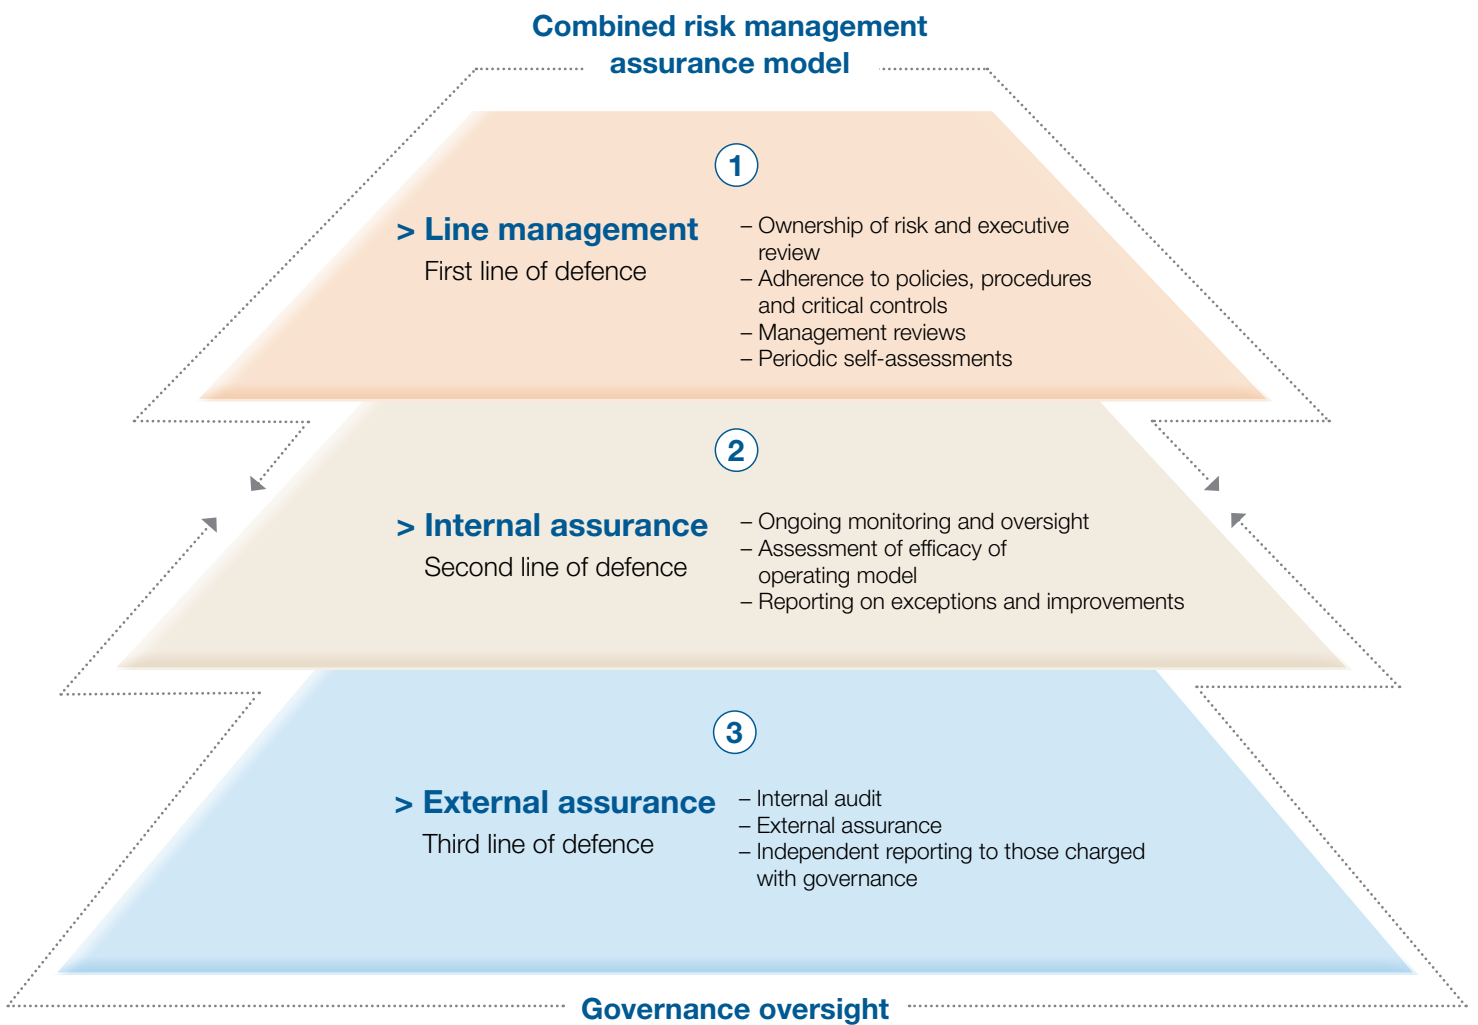 Combined risk management
assurance model
1
> Line management
First line of defence
– Ownership of risk and executive
review
– Adherence to policies, procedures
and critical controls
– Management reviews
– Periodic self-assessments
2
> Internal assurance
Second line of defence
– Ongoing monitoring and oversight
– Assessment of efficacy of
operating model
– Reporting on exceptions and improvements
3
> External assurance
Third line of defence
– Internal audit
– External assurance
– Independent reporting to those charged
with governance
Governance oversight